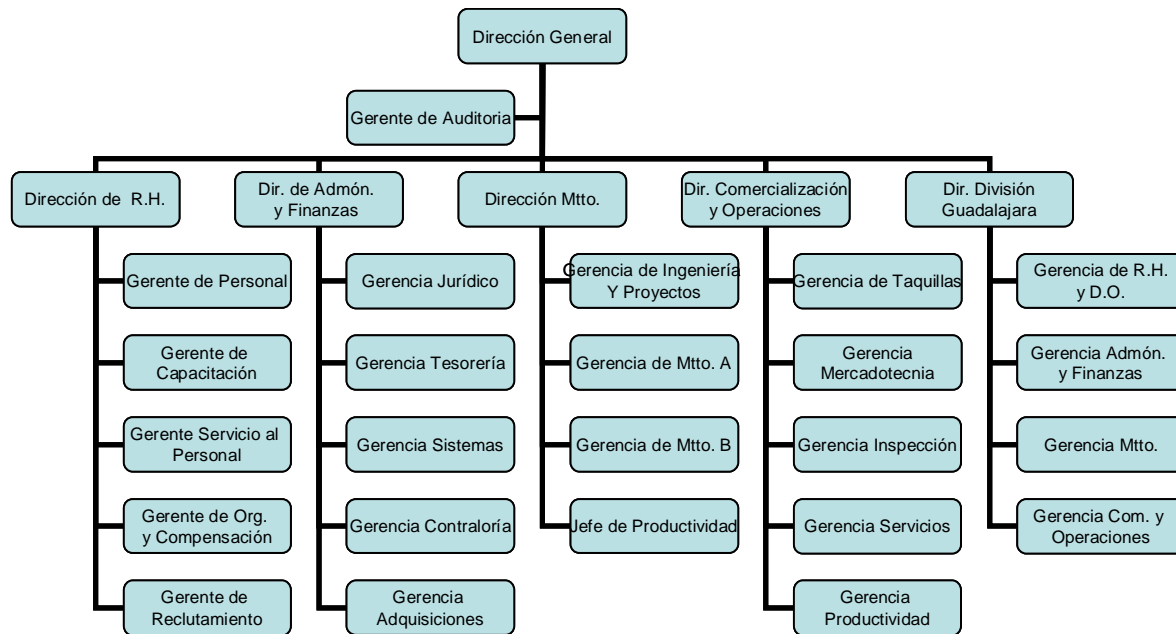 Dirección General
Gerente de Auditoria
Dirección de R.H.
Dir. de Admón.
y Finanzas
Dirección Mtto.
Dir. Comercialización
y Operaciones
Dir. División
Guadalajara
Gerente de Personal
Gerente de
Capacitación
Gerente Servicio al
Personal
Gerente de Org.
y Compensación
Gerente de
Reclutamiento
Gerencia Jurídico
Gerencia Tesorería
Gerencia Sistemas
Gerencia Contraloría
Gerencia
Adquisiciones
Gerencia de Ingeniería
Y Proyectos
Gerencia de Mtto. A
Gerencia de Mtto. B
Jefe de Productividad
Gerencia de Taquillas
Gerencia
Mercadotecnia
Gerencia Inspección
Gerencia Servicios
Gerencia
Productividad
Gerencia de R.H.
y D.O.
Gerencia Admón.
y Finanzas
Gerencia Mtto.
Gerencia Com. y
Operaciones